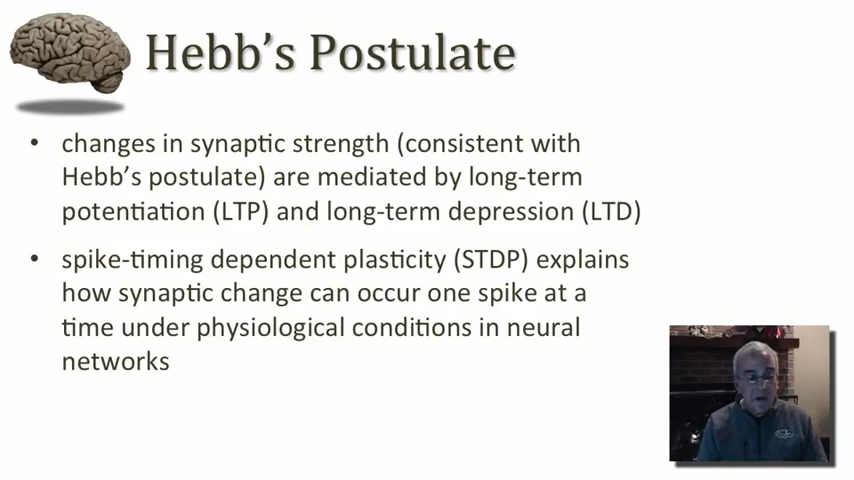 Hebb's Postulate
• changes in synaptic strength (consistent with
Hebb's postulate) are mediated by long-term
potentiation (LTP) and long-term depression (LTD)
• spike-timing dependent plasticity (STDP) explains
how synaptic change can occur one spike at a
time under physiological conditions in neural
networks